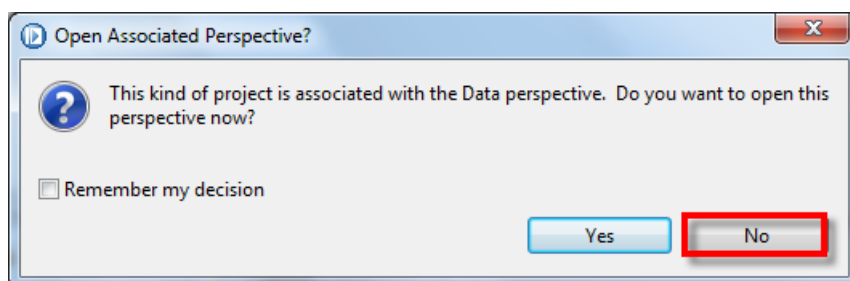 Open Associated Perspective?
This kind of project is associated with the Data perspective. Do you want to open this
perspective now?
Remember my decision
Yes
No